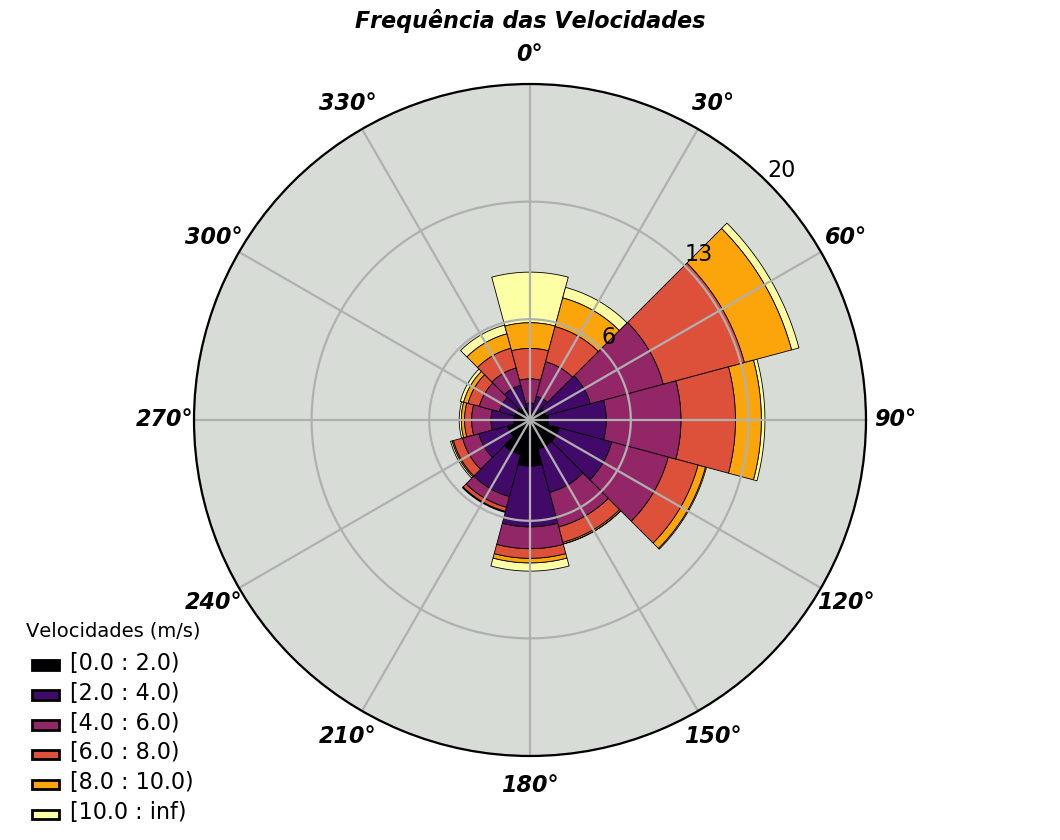 Frequência das Velocidades
0°
330°
30°
20
300°
60°
13
6
270°
90°
240°
120°
210°
150°
180°
Velocidades (m/s)
[0.0 : 2.0)
[2.0 : 4.0)
[4.0 : 6.0)
[6.0 : 8.0)
[8.0 : 10.0)
[10.0 : inf)